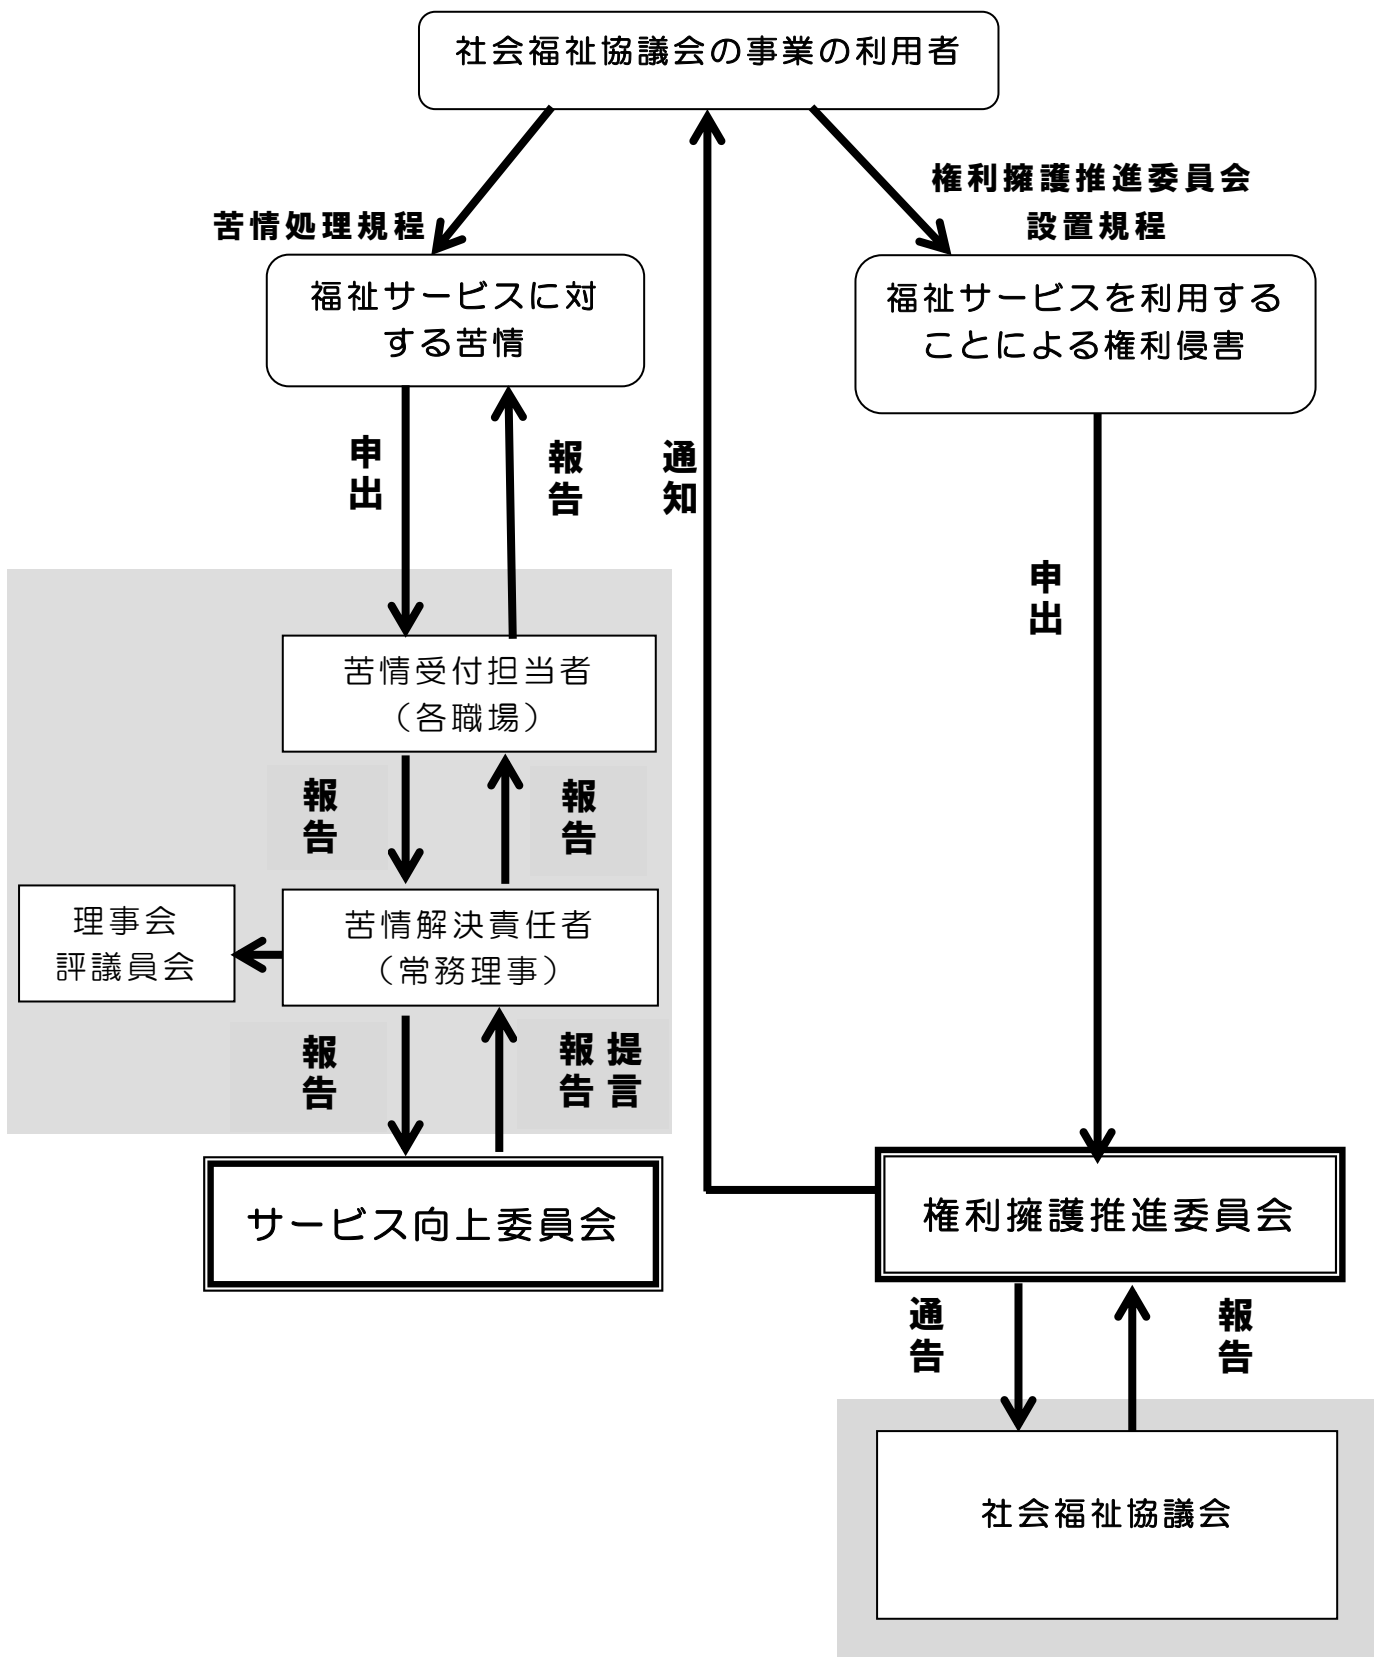 社会福祉協議会の事業の利用者
権利擁護推進委員会
設置規程
苦情処理規程
福祉サービスに対
する苦情
福祉サービスを利用する
ことによる権利侵害
申出
報告
通知
申出
苦情受付担当者
（各職場）
報告
報告
理事会
評議員会
苦情解決責任者
（常務理事）
報告
報告
提言
サービス向上委員会
権利擁護推進委員会
通告
報告
社会福祉協議会